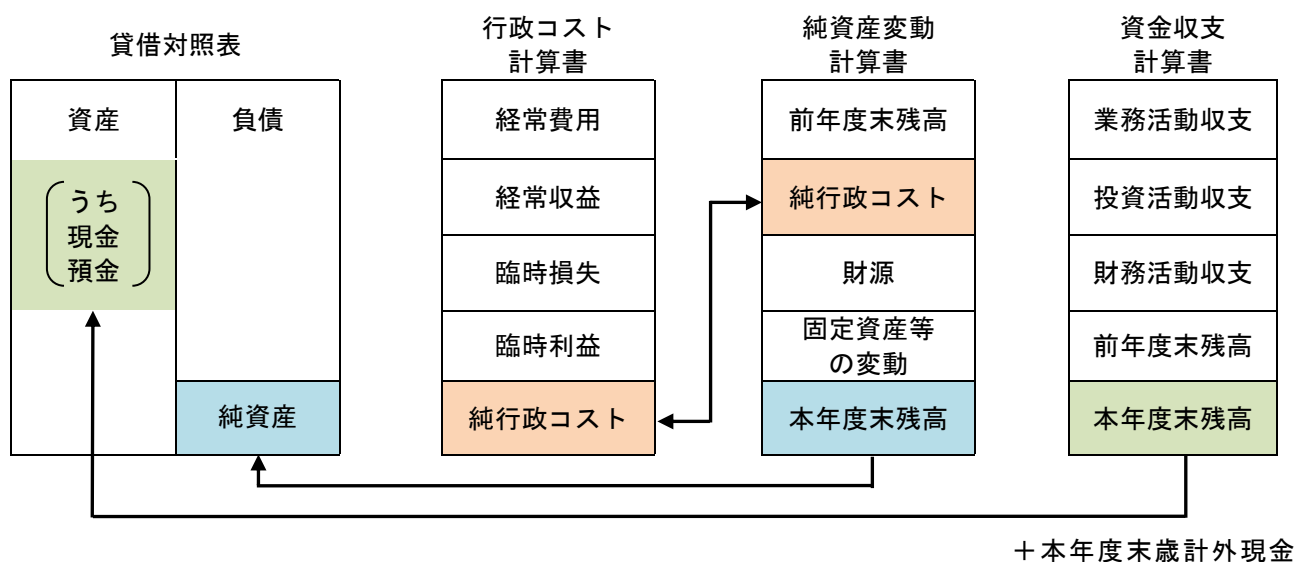 貸借対照表
資産
負債
うち
現金
預金
純資産
行政コスト
計算書
経常費用
経常収益
臨時損失
臨時利益
純行政コスト
純資産変動
計算書
前年度末残高
純行政コスト
財源
固定資産等
の変動
本年度末残高
資金収支
計算書
業務活動収支
投資活動収支
財務活動収支
前年度末残高
本年度末残高
＋本年度末歳計外現金